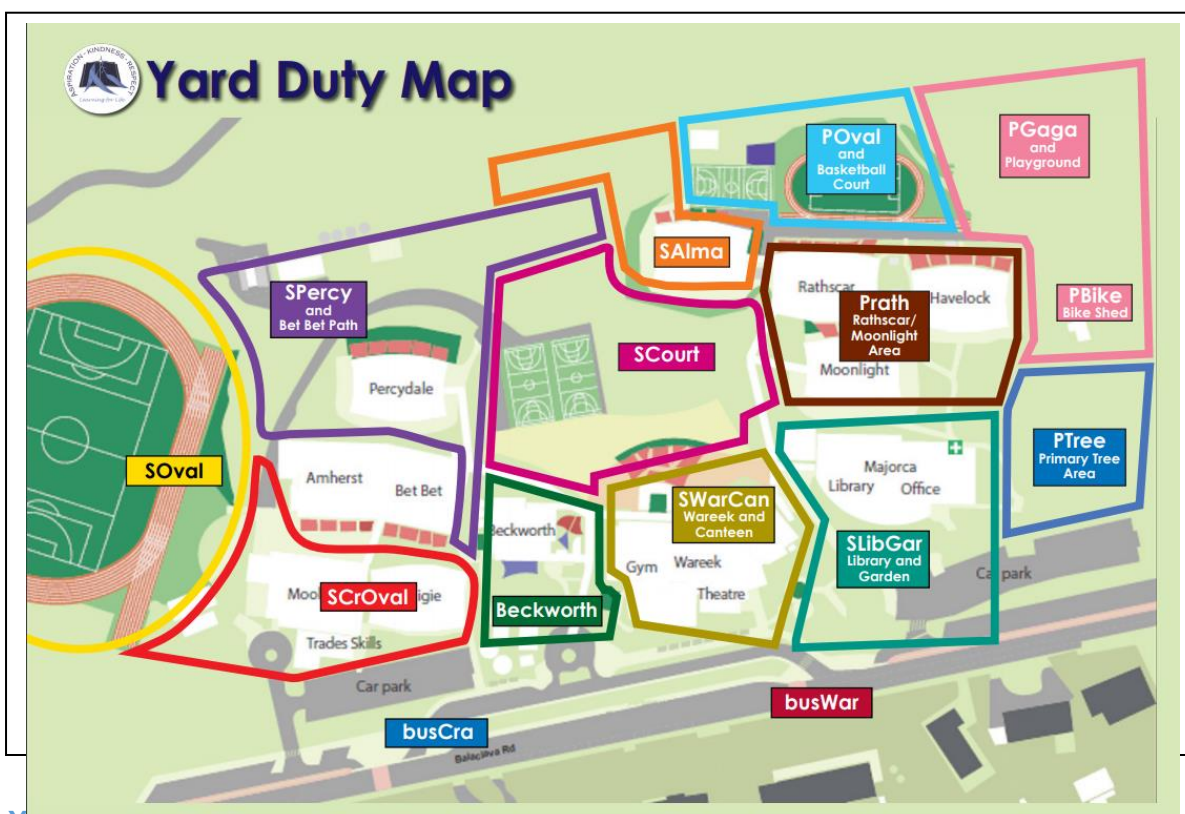 ASPIRATION · KINDNESS · RESPECT
Learning for Life
Yard Duty Map
POval
and
Basketball
Court
PGaga
and
Playground
SAlma
SPercy
and
Bet Bet Path
Rathscar
Havelock
Prath
Rathscar/
Moonlight
Area
Moonlight
PBike
Bike Shed
SCourt
Percydale
PTree
Primary Tree
Area
SOval
Amherst
Bet Bet
Majorca
Library
Office
SWarCan
Wareek and
Canteen
Beckworth
Gym
Wareek
Theatre
SLibGar
Library and
Garden
Car park
SCrOval
Beckworth
Trades Skills
Car park
busWar
busCra